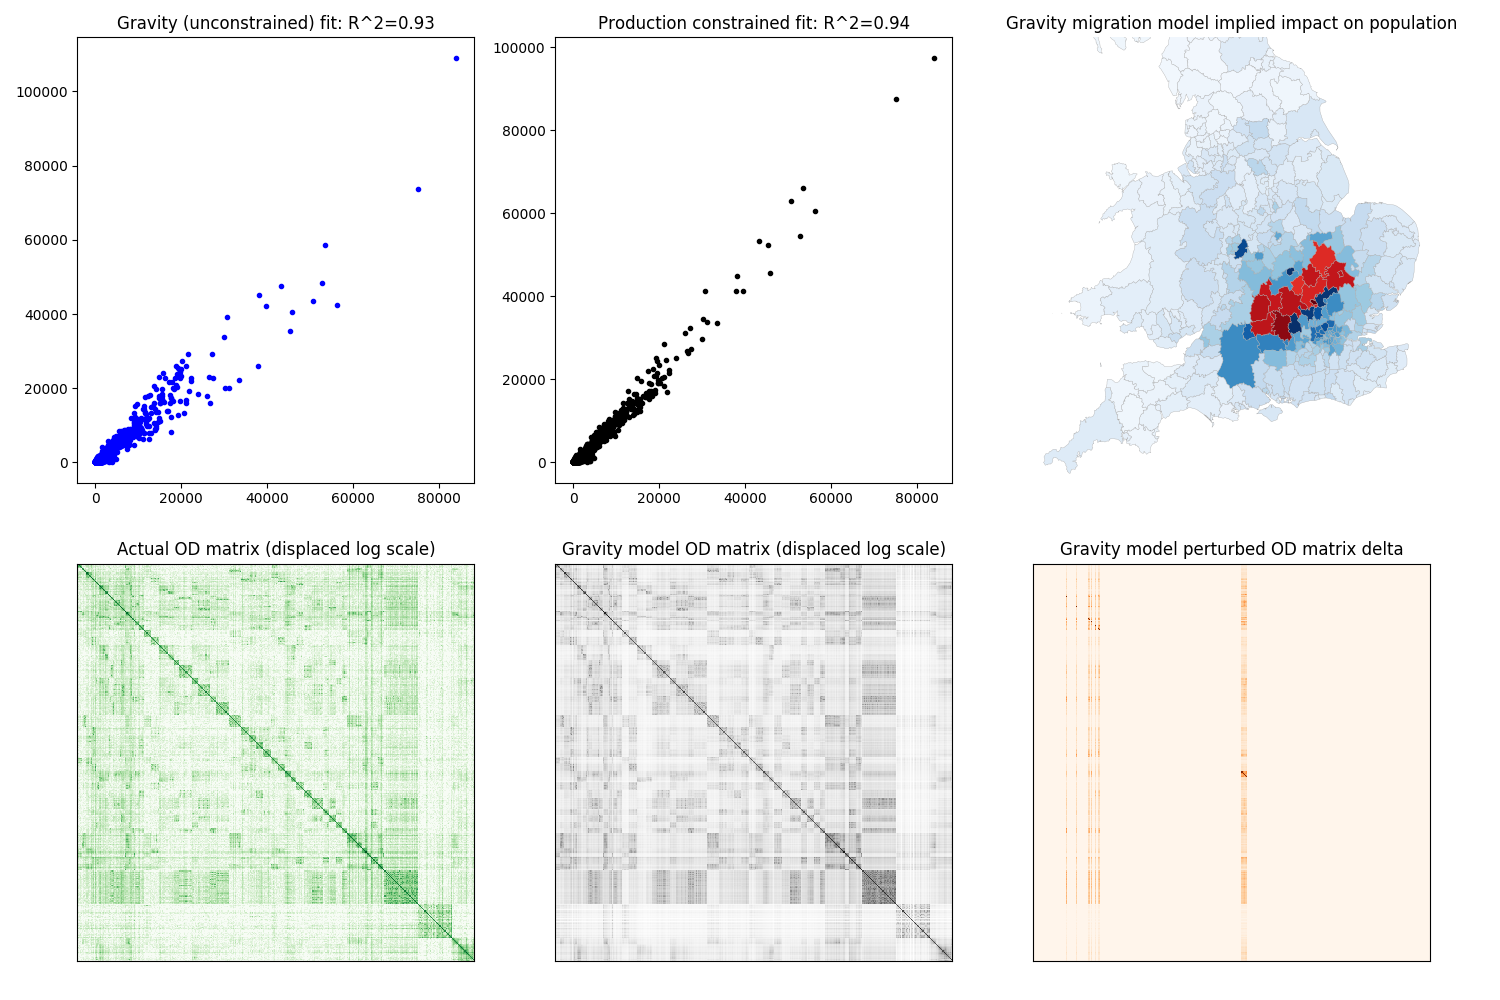 Gravity (unconstrained) fit: R^2=0.93
100000
80000
60000
40000
20000
0
0 20000 40000 60000 80000
Production constrained fit: R^2=0.94
100000
80000
60000
40000
20000
0
0 20000 40000 60000 80000
Gravity migration model implied impact on population
Actual OD matrix (displaced log scale)
Gravity model OD matrix (displaced log scale)
Gravity model perturbed OD matrix delta